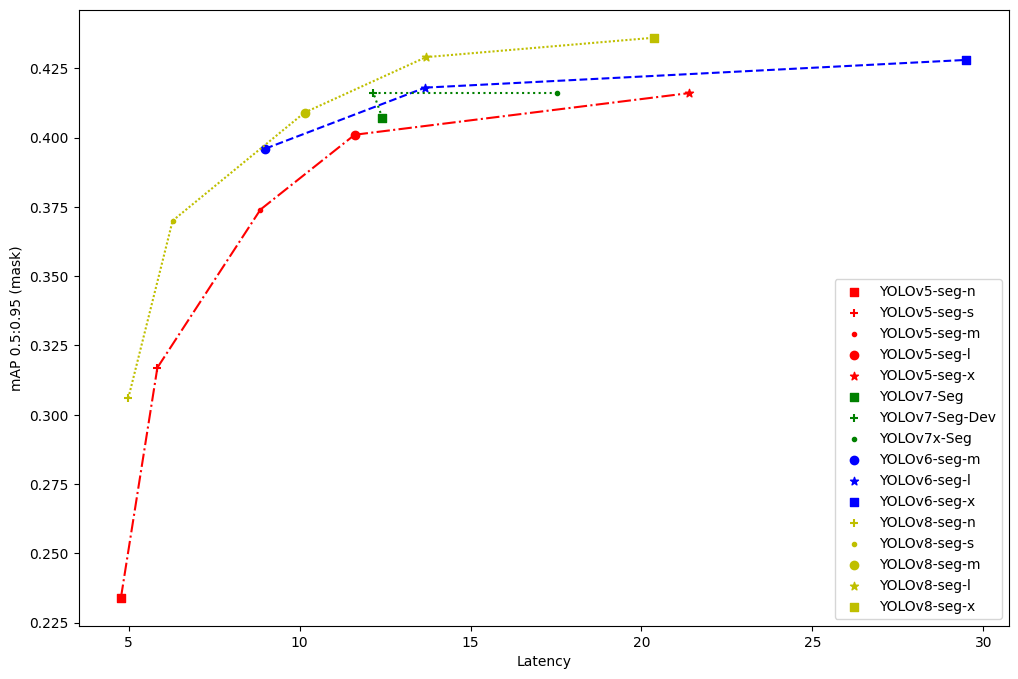 mAP 0.5:0.95 (mask)
0.425
0.400
0.375
0.350
0.325
0.300
0.275
0.250
0.225
5
10
15
20
25
30
Latency
YOLOv5-seg-n
YOLOv5-seg-s
YOLOv5-seg-m
YOLOv5-seg-l
YOLOv5-seg-x
YOLOv7-Seg
YOLOv7-Seg-Dev
YOLOv7x-Seg
YOLOv6-seg-m
YOLOv6-seg-l
YOLOv6-seg-x
YOLOv8-seg-n
YOLOv8-seg-s
YOLOv8-seg-m
YOLOv8-seg-l
YOLOv8-seg-x